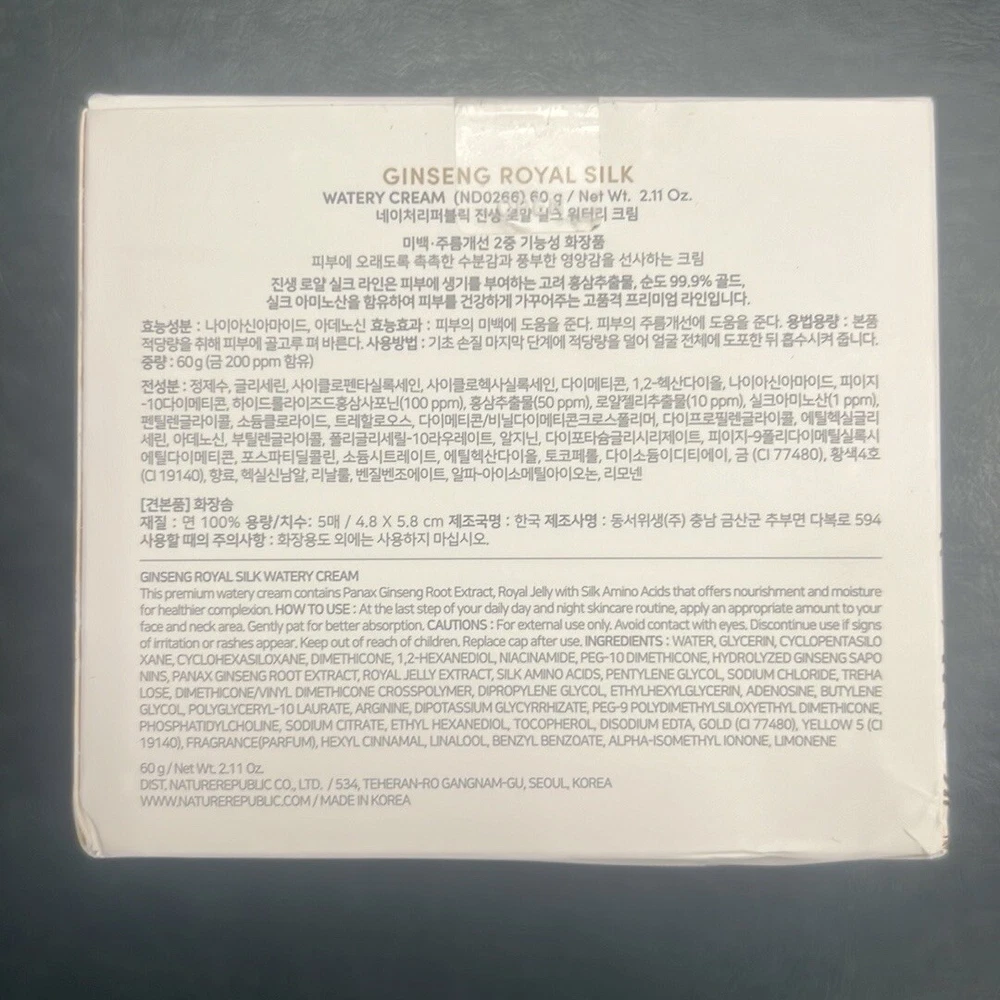 GINSENG ROYAL SILK
WATERY CREAM (ND0266) 60 g / Net Wt. 2.11 Oz.
네이처리퍼블릭 진생 로얄 실크 워터리 크림
미백·주름개선 2중 기능성 화장품
피부에 오래도록 촉촉한 수분감과 풍부한 영양감을 선사하는 크림
진생 로얄 실크 라인은 피부에 생기를 부여하는 고려 홍삼추출물, 순도 99.9% 골드,
실크 아미노산을 함유하여 피부를 건강하게 가꾸어주는 고품격 프리미엄 라인입니다.
효능성분 : 나이아신아마이드, 아데노신 효능효과 : 피부의 미백에 도움을 준다. 피부의 주름개선에 도움을 준다. 용법용량 : 본품
적당량을 취해 피부에 골고루 펴 바른다. 사용방법 : 기초 손질 마지막 단계에 적당량을 덜어 얼굴 전체에 도포한 뒤 흡수시켜 줍니다.
중량 : 60 g (금 200 ppm 함유)
전성분 : 정제수, 글리세린, 사이클로펜타실록세인, 사이클로헥사실록세인, 다이메티콘, 1,2-헥산다이올, 나이아신아마이드, 피이지
-10다이메티콘, 하이드롤라이즈드홍삼사포닌(100 ppm), 홍삼추출물(50 ppm), 로얄젤리추출물(10 ppm), 실크아미노산(1 ppm),
펜틸렌글라이콜, 소듐클로라이드, 트레할로오스, 다이메티콘/비닐다이메티콘크로스폴리머, 다이프로필렌글라이콜, 에틸헥실글리
세린, 아데노신, 부틸렌글라이콜, 폴리글리세릴-10라우레이트, 알지닌, 다이포타슘글리시리제이트, 피이지-9폴리다이메틸실록시
에틸다이메티콘, 포스파티딜콜린, 소듐시트레이트, 에틸헥산다이올, 토코페롤, 다이소듐이디티에이, 금 (CI 77480), 황색4호
(CI 19140), 향료, 헥실신남알, 리날룰, 벤질벤조에이트, 알파-아이소메틸아이오논, 리모넨
[견본품] 화장솜
재질 : 면 100% 용량/치수: 5매 / 4.8 X 5.8 cm 제조국명 : 한국 제조사명 : 동서위생(주) 충남 금산군 추부면 다복로 594
사용할 때의 주의사항 : 화장용도 외에는 사용하지 마십시오.
GINSENG ROYAL SILK WATERY CREAM
This premium watery cream contains Panax Ginseng Root Extract, Royal Jelly with Silk Amino Acids that offers nourishment and moisture
for healthier complexion. HOW TO USE : At the last step of your daily day and night skincare routine, apply an appropriate amount to your
face and neck area. Gently pat for better absorption. CAUTIONS : For external use only. Avoid contact with eyes. Discontinue use if signs
of irritation or rashes appear. Keep out of reach of children. Replace cap after use. INGREDIENTS : WATER, GLYCERIN, CYCLOPENTASILO
XANE, CYCLOHEXASILOXANE, DIMETHICONE, 1,2-HEXANEDIOL, NIACINAMIDE, PEG-10 DIMETHICONE, HYDROLYZED GINSENG SAPO
NINS, PANAX GINSENG ROOT EXTRACT, ROYAL JELLY EXTRACT, SILK AMINO ACIDS, PENTYLENE GLYCOL, SODIUM CHLORIDE, TREHA
LOSE, DIMETHICONE/VINYL DIMETHICONE CROSSPOLYMER, DIPROPYLENE GLYCOL, ETHYLHEXYLGLYCERIN, ADENOSINE, BUTYLENE
GLYCOL, POLYGLYCERYL-10 LAURATE, ARGININE, DIPOTASSIUM GLYCYRRHIZATE, PEG-9 POLYDIMETHYLSILOXYETHYL DIMETHICONE,
PHOSPHATIDYLCHOLINE, SODIUM CITRATE, ETHYL HEXANEDIOL, TOCOPHEROL, DISODIUM EDTA, GOLD (CI 77480), YELLOW 5 (CI
19140), FRAGRANCE(PARFUM), HEXYL CINNAMAL, LINALOOL, BENZYL BENZOATE, ALPHA-ISOMETHYL IONONE, LIMONENE
60 g / Net Wt. 2.11 Oz.
DIST. NATUREREPUBLIC CO., LTD. / 534, TEHERAN-RO GANGNAM-GU, SEOUL, KOREA
WWW.NATUREREPUBLIC.COM / MADE IN KOREA